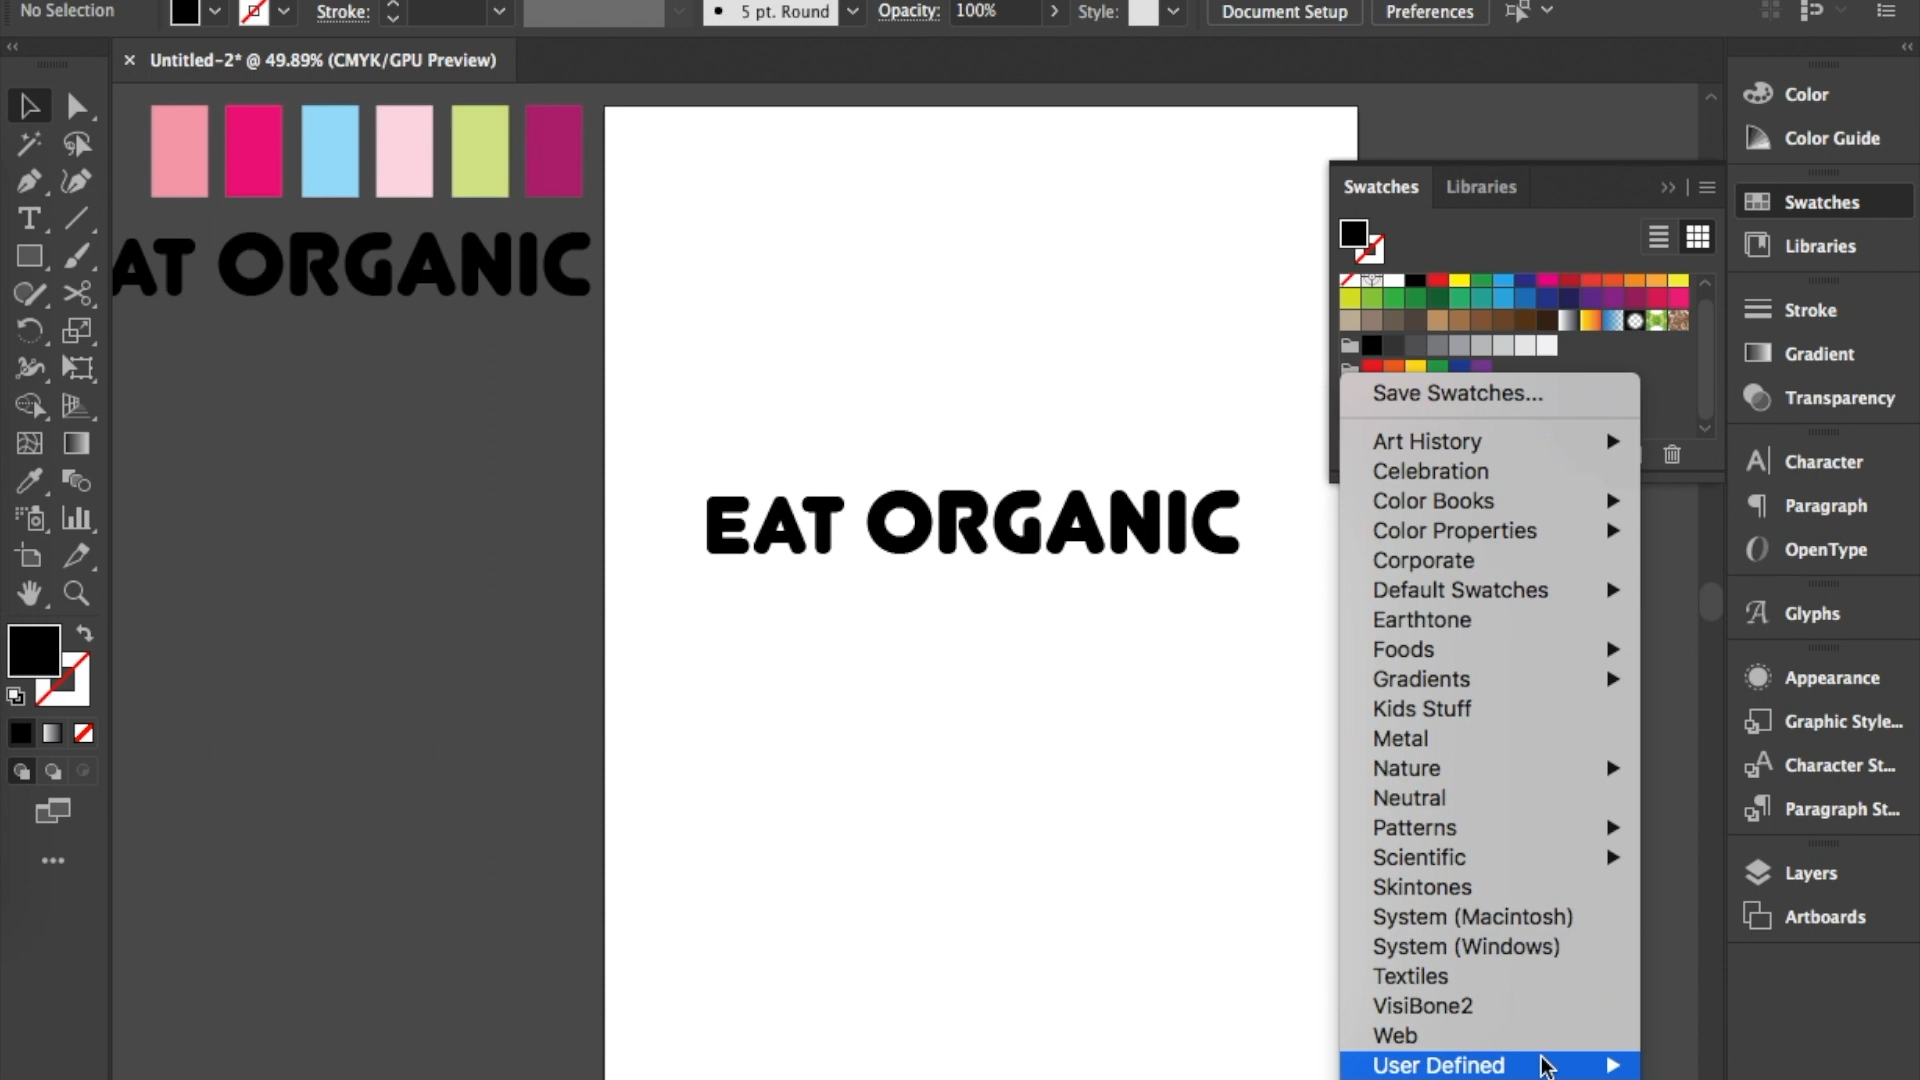 No Selection
Stroke:
5 pt. Round
Opacity: 100%
Style:
Document Setup
Preferences
Untitled-2* @ 49.89% (CMYK/GPU Preview)
AT ORGANIC
EAT ORGANIC
Swatches
Libraries
Save Swatches...
Art History
Celebration
Color Books
Color Properties
Corporate
Default Swatches
Earthtone
Foods
Gradients
Kids Stuff
Metal
Nature
Neutral
Patterns
Scientific
Skintones
System (Macintosh)
System (Windows)
Textiles
VisiBone2
Web
User Defined
Color
Color Guide
Swatches
Libraries
Stroke
Gradient
Transparency
Character
Paragraph
OpenType
Glyphs
Appearance
Graphic Style...
Character St...
Paragraph St...
Layers
Artboards